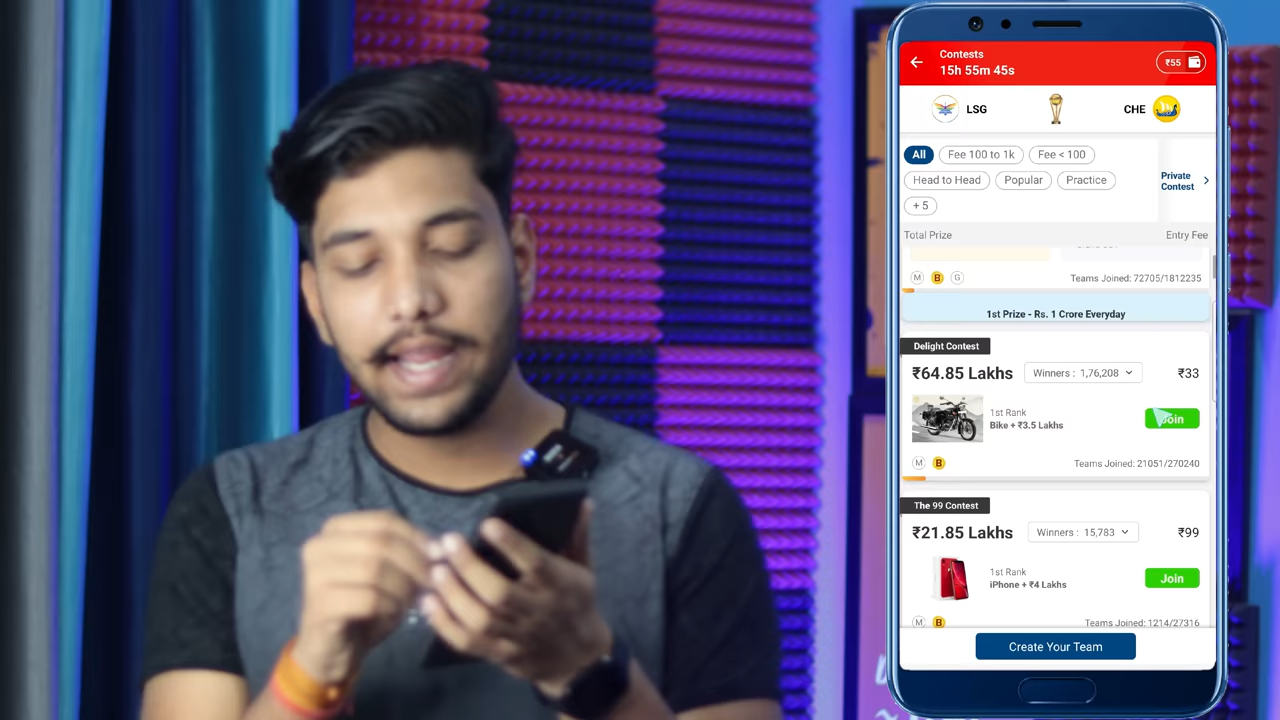 Contests
15h 55m 45s
₹55
LSG
CHE
All
Fee 100 to 1k
Fee < 100
Head to Head
Popular
Practice
+ 5
Private
Contest
Total Prize
Entry Fee
M B G
Teams Joined: 72705/1812235
1st Prize - Rs. 1 Crore Everyday
Delight Contest
₹64.85 Lakhs
Winners : 1,76,208
₹33
1st Rank
Bike + ₹3.5 Lakhs
Join
M B
Teams Joined: 21051/270240
The 99 Contest
₹21.85 Lakhs
Winners : 15,783
₹99
1st Rank
iPhone + ₹4 Lakhs
Join
M B
Teams Joined: 1214/27316
Create Your Team